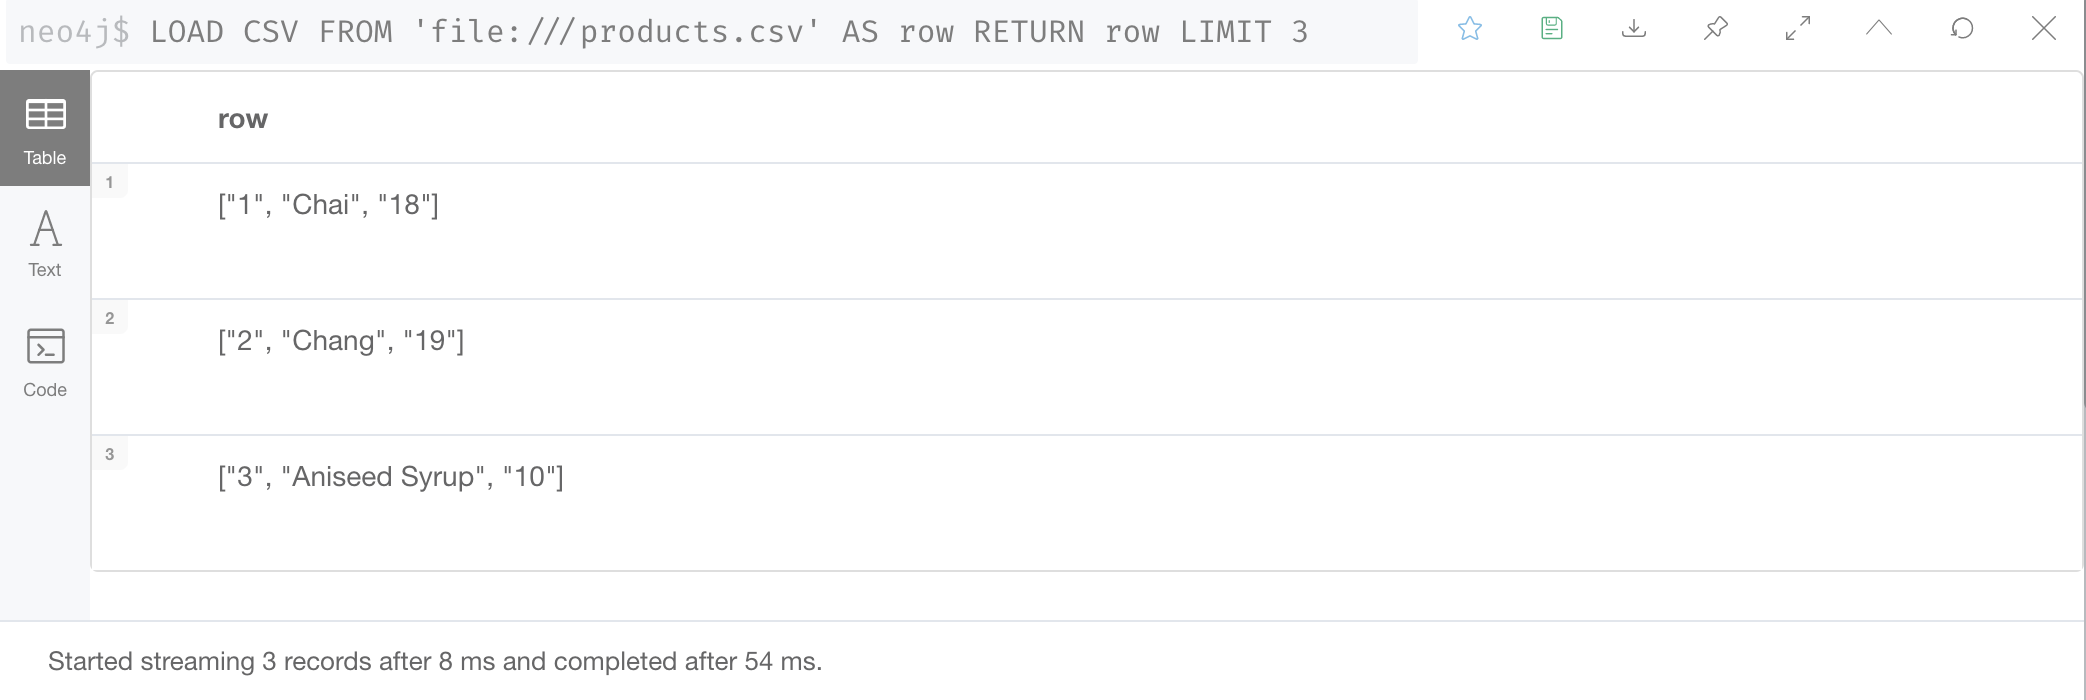 neo4j$ LOAD CSV FROM 'file:///products.csv' AS row RETURN row LIMIT 3
Table
Text
Code
row
1
["1", "Chai", "18"]
2
["2", "Chang", "19"]
3
["3", "Aniseed Syrup", "10"]
Started streaming 3 records after 8 ms and completed after 54 ms.